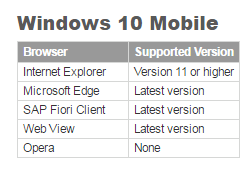 Windows 10 Mobile
Browser Supported Version
Internet Explorer Version 11 or higher
Microsoft Edge Latest version
SAP Fiori Client Latest version
Web View Latest version
Opera None